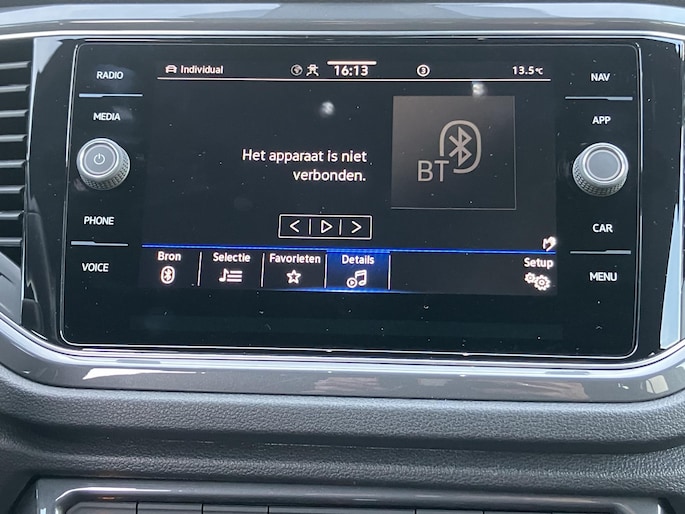 RADIO
MEDIA
PHONE
VOICE
Individual 16:13 3 13.5°C
Het apparaat is niet
verbonden.
BT
Bron Selectie Favorieten Details Setup
NAV
APP
CAR
MENU